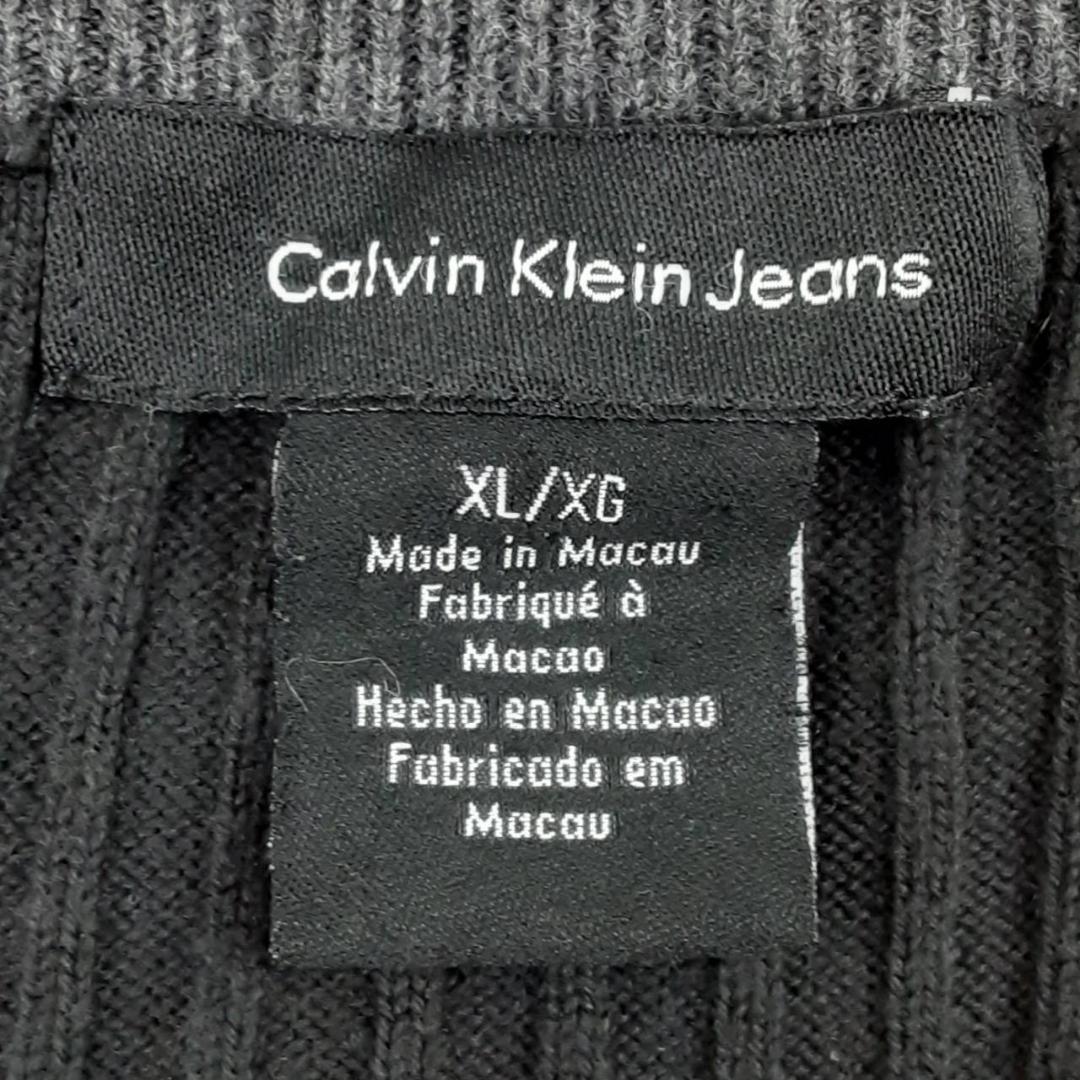 Calvin Klein Jeans
XL/XG
Made in Macau
Fabriqué à
Macao
Hecho en Macao
Fabricado em
Macau